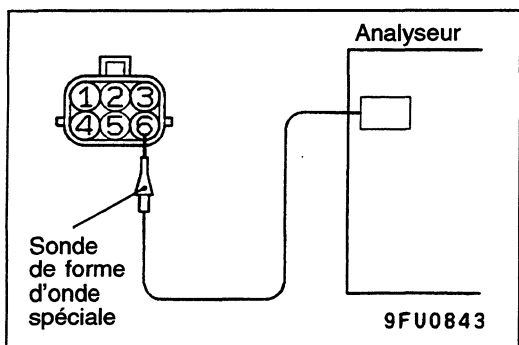 Analyseur
1 2 3
4 5 6
Sonde
de forme
d'onde
spéciale
9FU0843